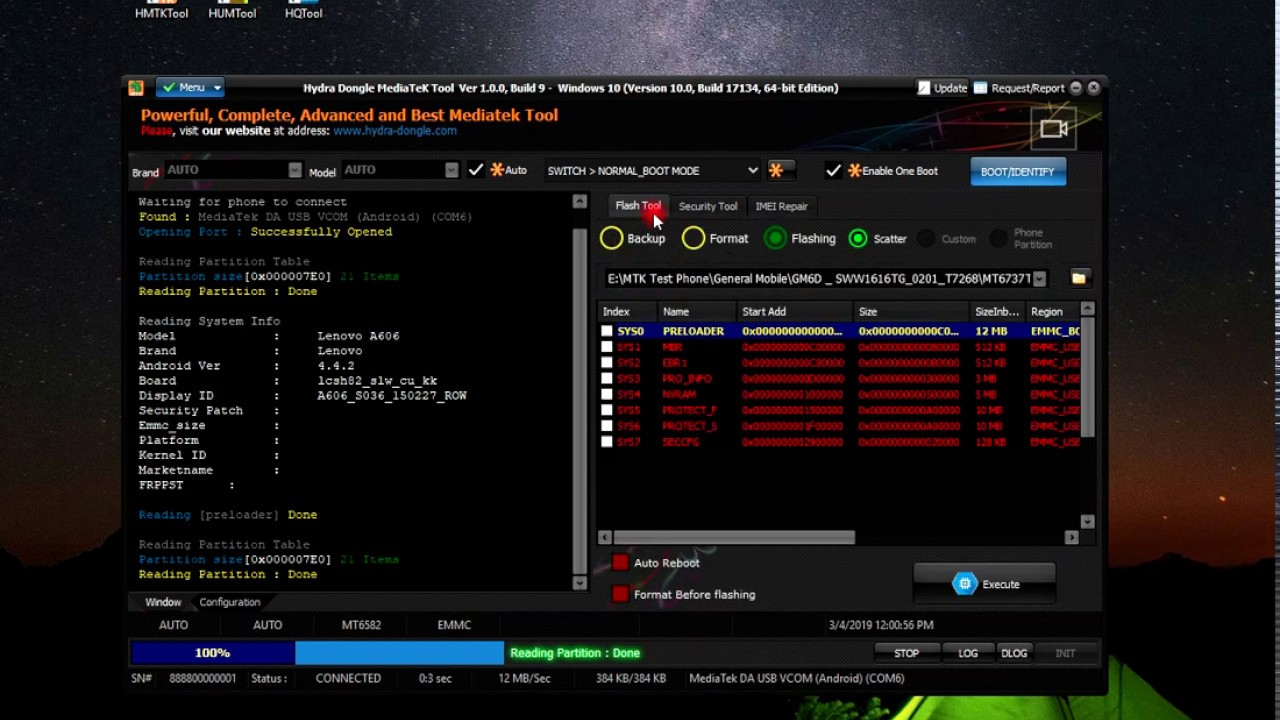 HMTKTool HUMTool HQTool
Menu
Hydra Dongle MediaTeK Tool Ver 1.0.0, Build 9 - Windows 10 (Version 10.0, Build 17134, 64-bit Edition)
Update Request/Report
Powerful, Complete, Advanced and Best Mediatek Tool
Please, visit our website at address: www.hydra-dongle.com
Brand AUTO Model AUTO Auto SWITCH > NORMAL_BOOT MODE Enable One Boot BOOT/IDENTIFY
Waiting for phone to connect
Found : MediaTek DA USB VCOM (Android) (COM6)
Opening Port : Successfully Opened
Reading Partition Table
Partition size[0x000007E0] 21 Items
Reading Partition : Done
Reading System Info
Model : Lenovo A606
Brand : Lenovo
Android Ver : 4.4.2
Board : lcsh82_slw_cu_kk
Display ID : A606_S036_150227_ROW
Security Patch :
Emmc_size :
Platform :
Kernel ID :
Marketname :
FRPPST :
Reading [preloader] Done
Reading Partition Table
Partition size[0x000007E0] 21 Items
Reading Partition : Done
Window Configuration
Flash Tool Security Tool IMEI Repair
Backup Format Flashing Scatter Custom Phone Partition
E:\MTK Test Phone\General Mobile\GM6D _ SWW1616TG_0201_T7268\MT6737T
Index Name Start Add Size SizeInb... Region
SYS0 PRELOADER 0x000000000000... 0x0000000000C0... 12 MB EMMC_BO
SYS1 MBR 512 KB EMMC_USE
SYS2 EBR1 512 KB EMMC_USE
SYS3 PRO_INFO 3 MB EMMC_USE
SYS4 NVRAM 5 MB EMMC_USE
SYS5 PROTECT_F 10 MB EMMC_USE
SYS6 PROTECT_S 10 MB EMMC_USE
SYS7 SECCFG 128 KB EMMC_USE
Auto Reboot
Format Before flashing
Execute
AUTO AUTO MT6582 EMMC 3/4/2019 12:00:56 PM
100% Reading Partition : Done STOP LOG DLOG INIT
SN# 888800000001 Status : CONNECTED 0:3 sec 12 MB/Sec 384 KB/384 KB MediaTek DA USB VCOM (Android) (COM6)